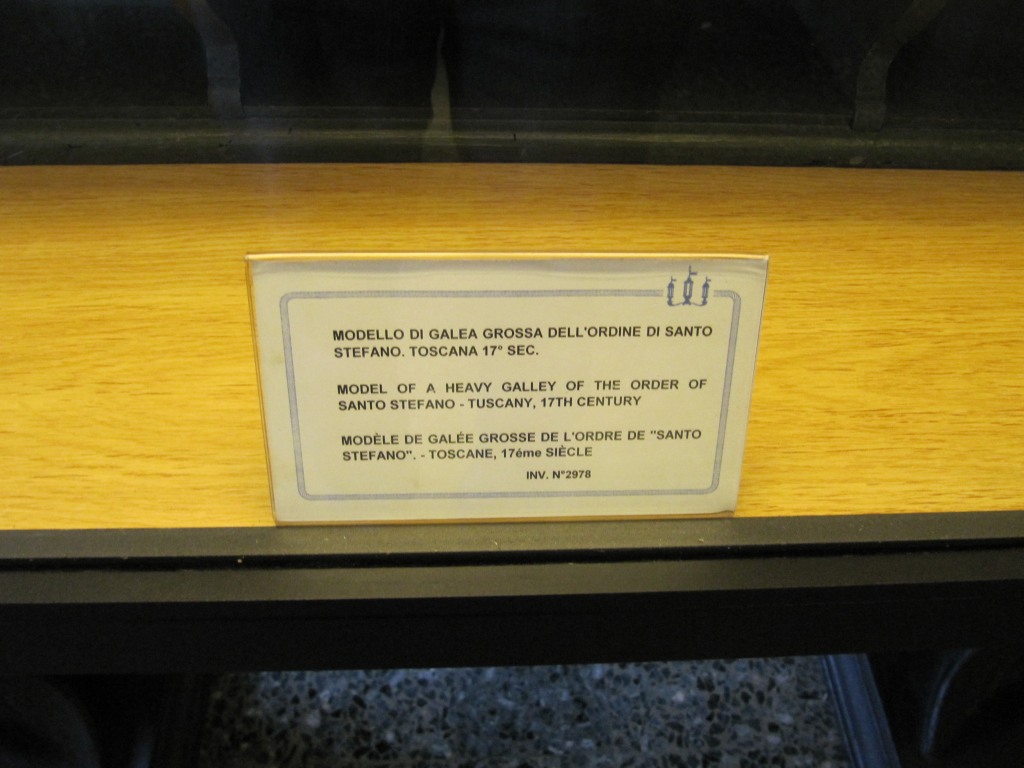 MODELLO DI GALEA GROSSA DELL'ORDINE DI SANTO
STEFANO. TOSCANA 17° SEC.
MODEL OF A HEAVY GALLEY OF THE ORDER OF
SANTO STEFANO - TUSCANY, 17TH CENTURY
MODÈLE DE GALÉE GROSSE DE L'ORDRE DE "SANTO
STEFANO". - TOSCANE, 17éme SIÈCLE
INV. N°2978